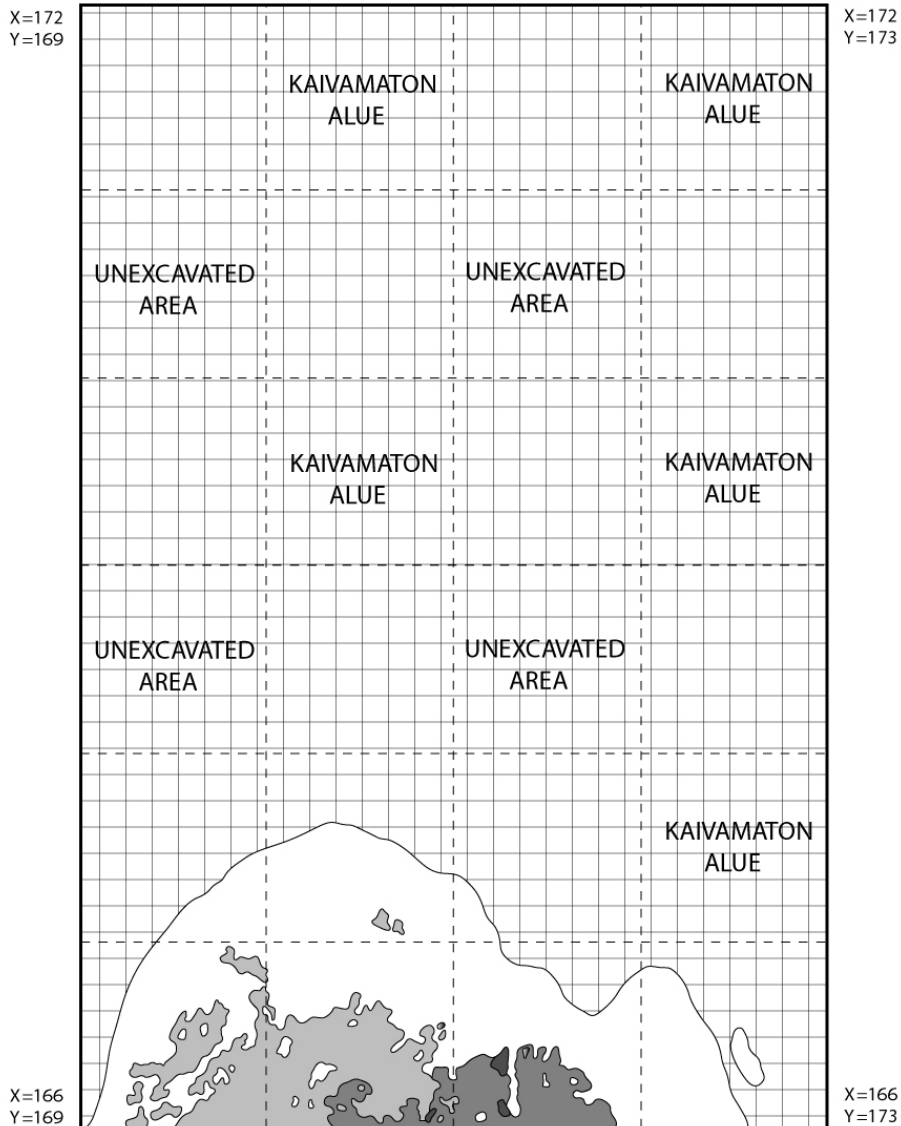 X=172
Y=169
X=172
Y=173
KAIVAMATON
ALUE
KAIVAMATON
ALUE
UNEXCAVATED
AREA
UNEXCAVATED
AREA
KAIVAMATON
ALUE
KAIVAMATON
ALUE
UNEXCAVATED
AREA
UNEXCAVATED
AREA
KAIVAMATON
ALUE
X=166
Y=169
X=166
Y=173